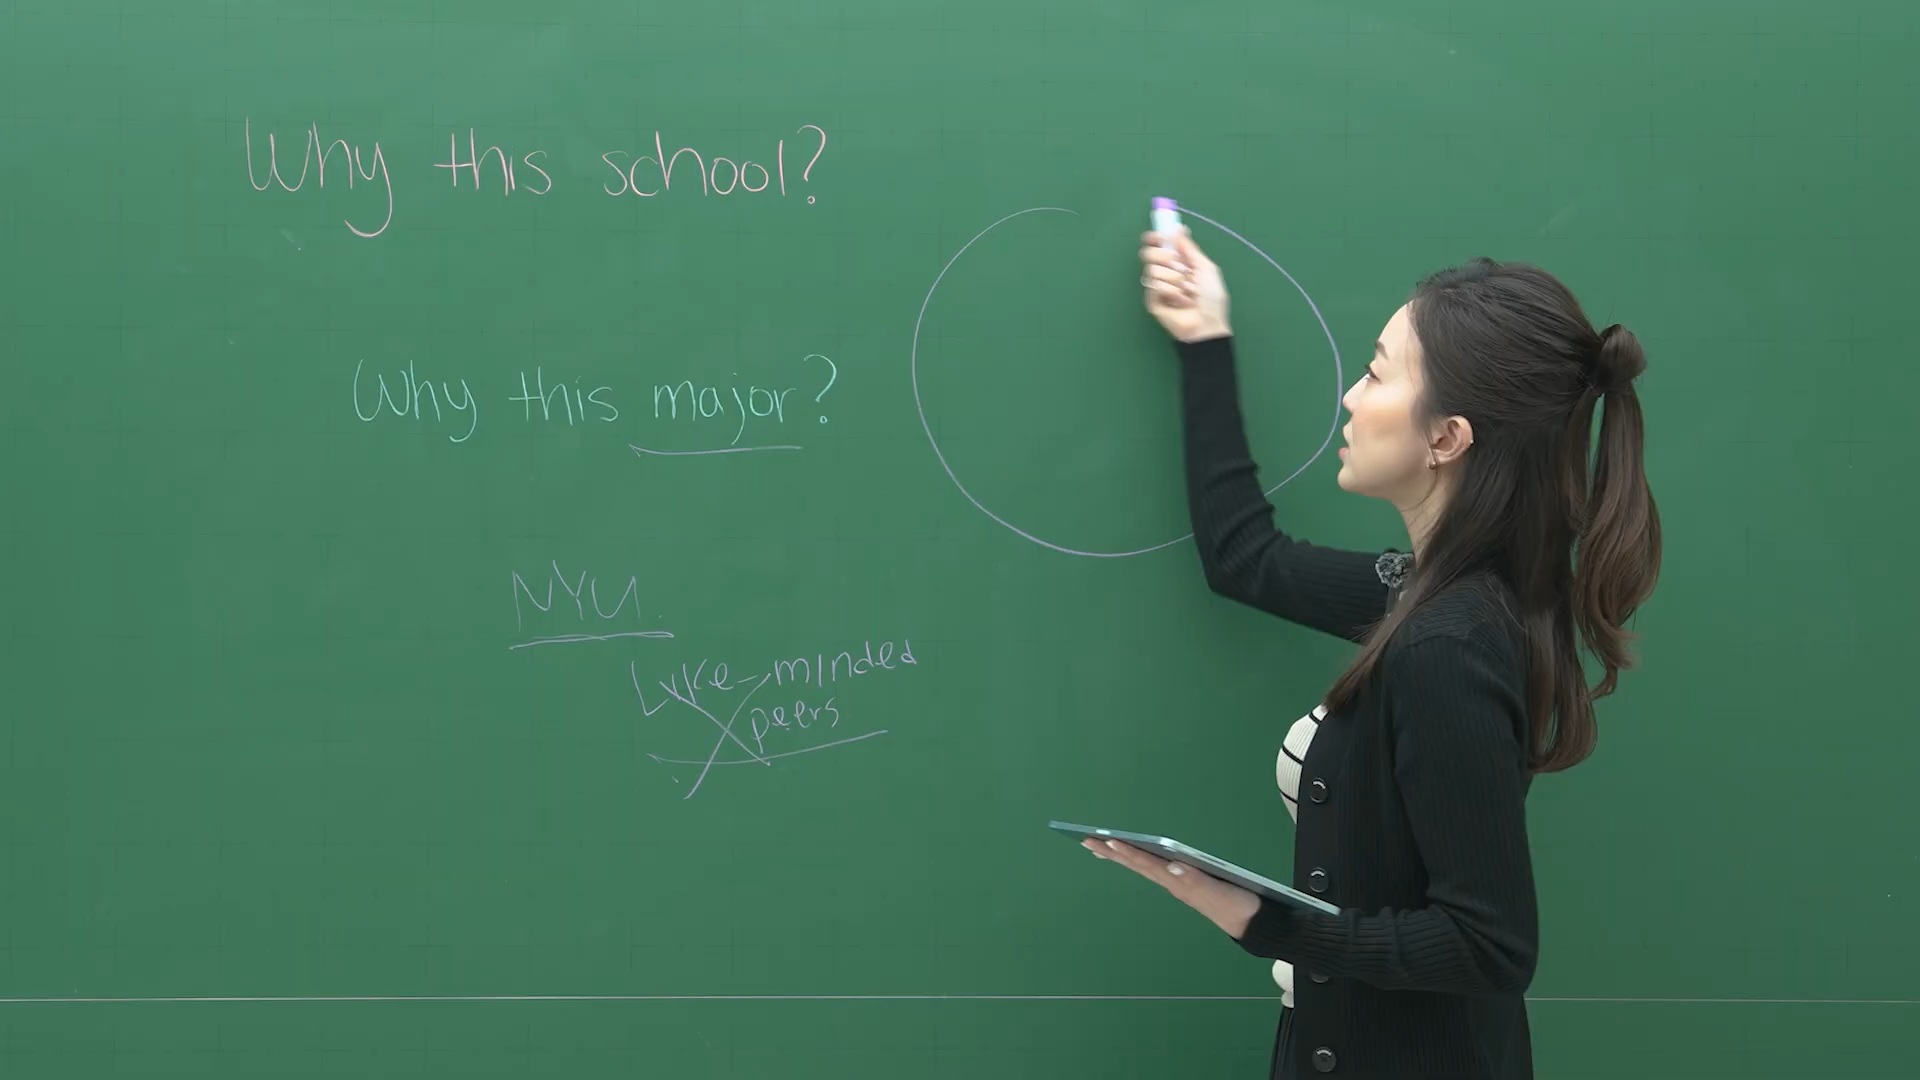 Why this school?
Why this major?
NYU.
Like-minded
peers